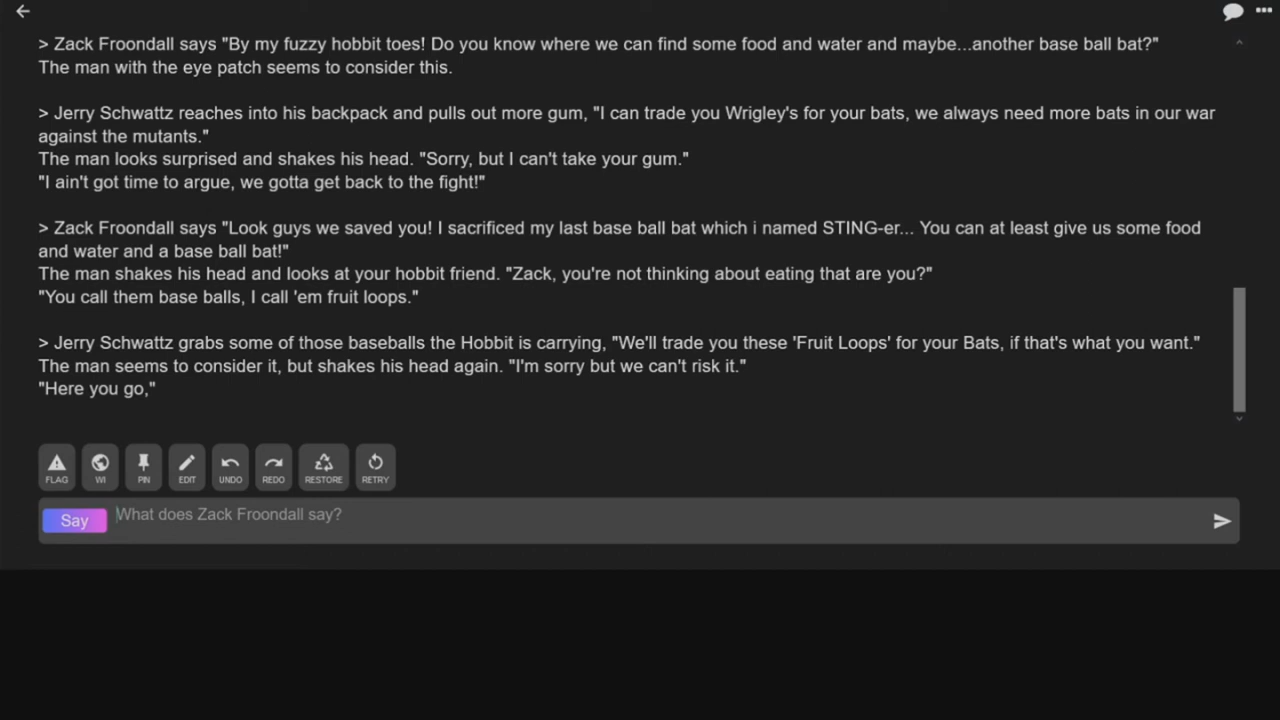 > Zack Froondall says "By my fuzzy hobbit toes! Do you know where we can find some food and water and maybe...another base ball bat?"
The man with the eye patch seems to consider this.
> Jerry Schwattz reaches into his backpack and pulls out more gum, "I can trade you Wrigley's for your bats, we always need more bats in our war
against the mutants."
The man looks surprised and shakes his head. "Sorry, but I can't take your gum."
"I ain't got time to argue, we gotta get back to the fight!"
> Zack Froondall says "Look guys we saved you! I sacrificed my last base ball bat which i named STING-er... You can at least give us some food
and water and a base ball bat!"
The man shakes his head and looks at your hobbit friend. "Zack, you're not thinking about eating that are you?"
"You call them base balls, I call 'em fruit loops."
> Jerry Schwattz grabs some of those baseballs the Hobbit is carrying, "We'll trade you these 'Fruit Loops' for your Bats, if that's what you want."
The man seems to consider it, but shakes his head again. "I'm sorry but we can't risk it."
"Here you go,"
FLAG WI PIN EDIT UNDO REDO RESTORE RETRY
Say What does Zack Froondall say?